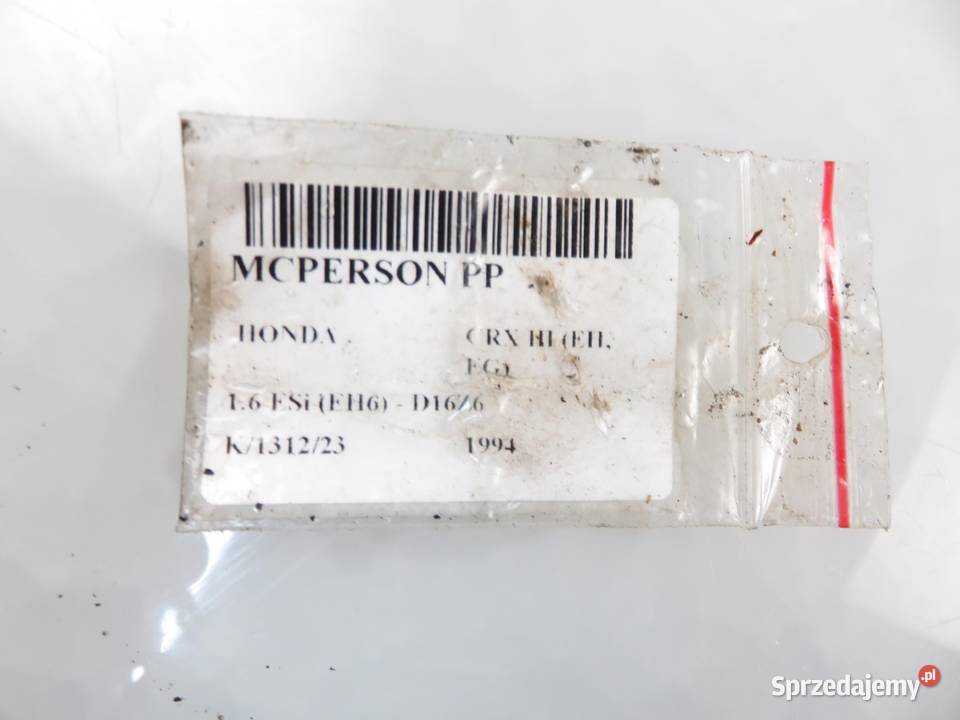 MCPERSON PP
HONDA CRX III (EH,
EG)
1.6 ESi (EH6) - D16Z6
K/1312/23 1994
Sprzedajemy.pl